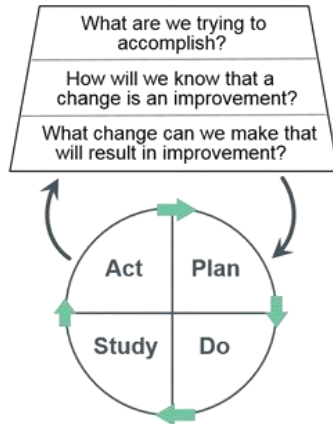 What are we trying to
accomplish?
How will we know that a
change is an improvement?
What change can we make that
will result in improvement?
Act
Plan
Study
Do